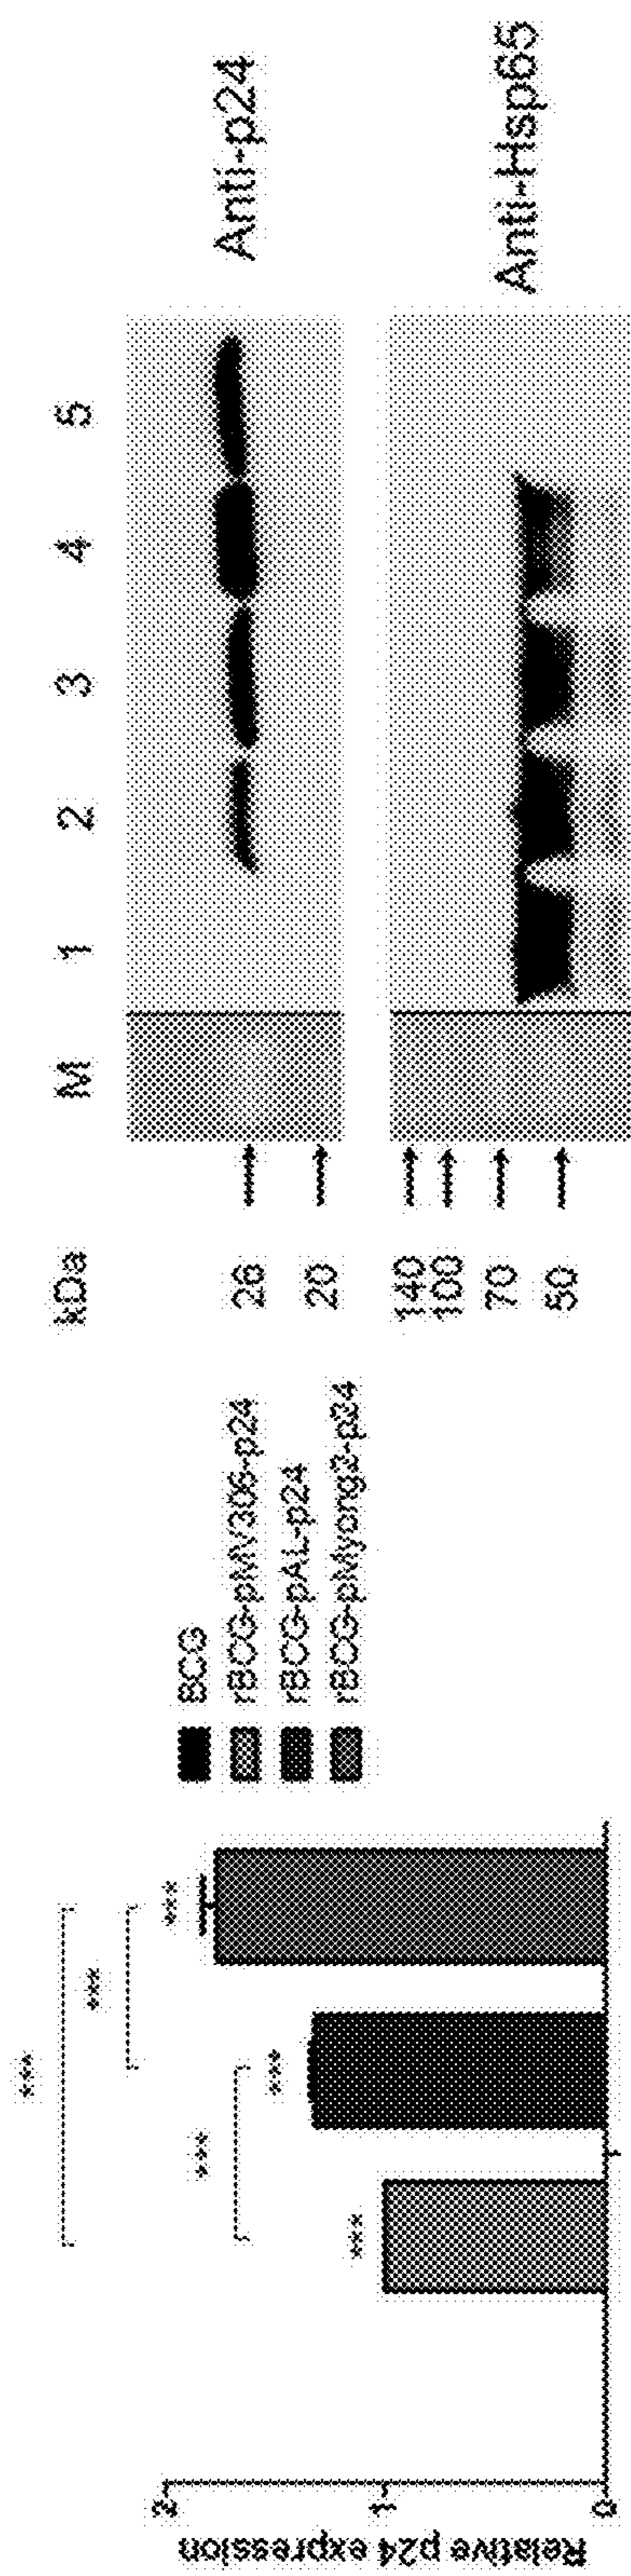 kDa M 1 2 3 4 5
26
20
Anti-p24
140
100
70
50
Anti-Hsp65
***
***
***
***
***
***
BCG
rBCG-pMV306-p24
rBCG-pAL-p24
rBCG-pMyong2-p24
2
1
0
Relative p24 expression